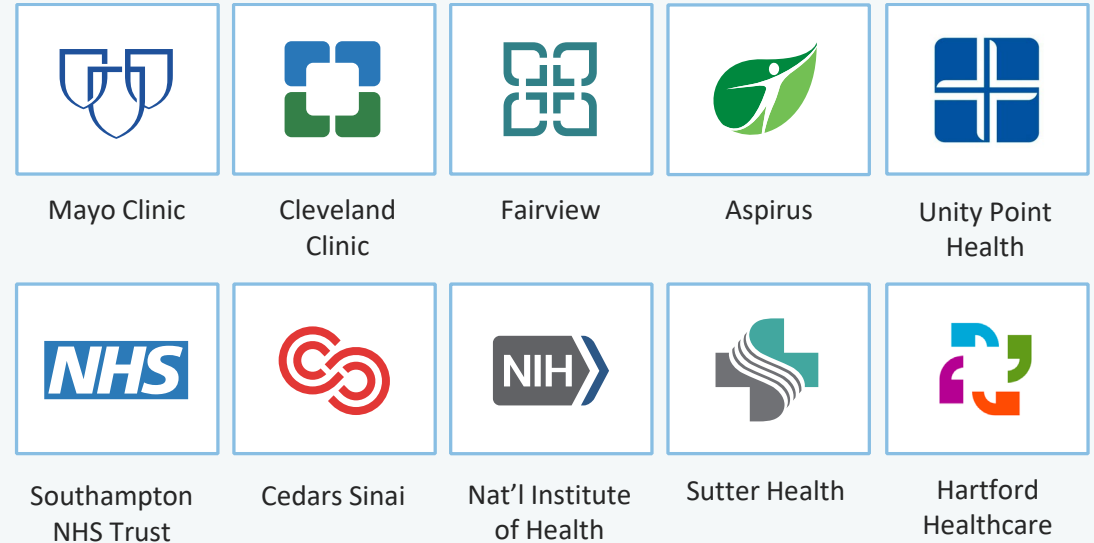 Mayo Clinic
Cleveland
Clinic
Fairview
Aspirus
Unity Point
Health
NHS
NIH
Southampton
NHS Trust
Cedars Sinai
Nat’l Institute
of Health
Sutter Health
Hartford
Healthcare